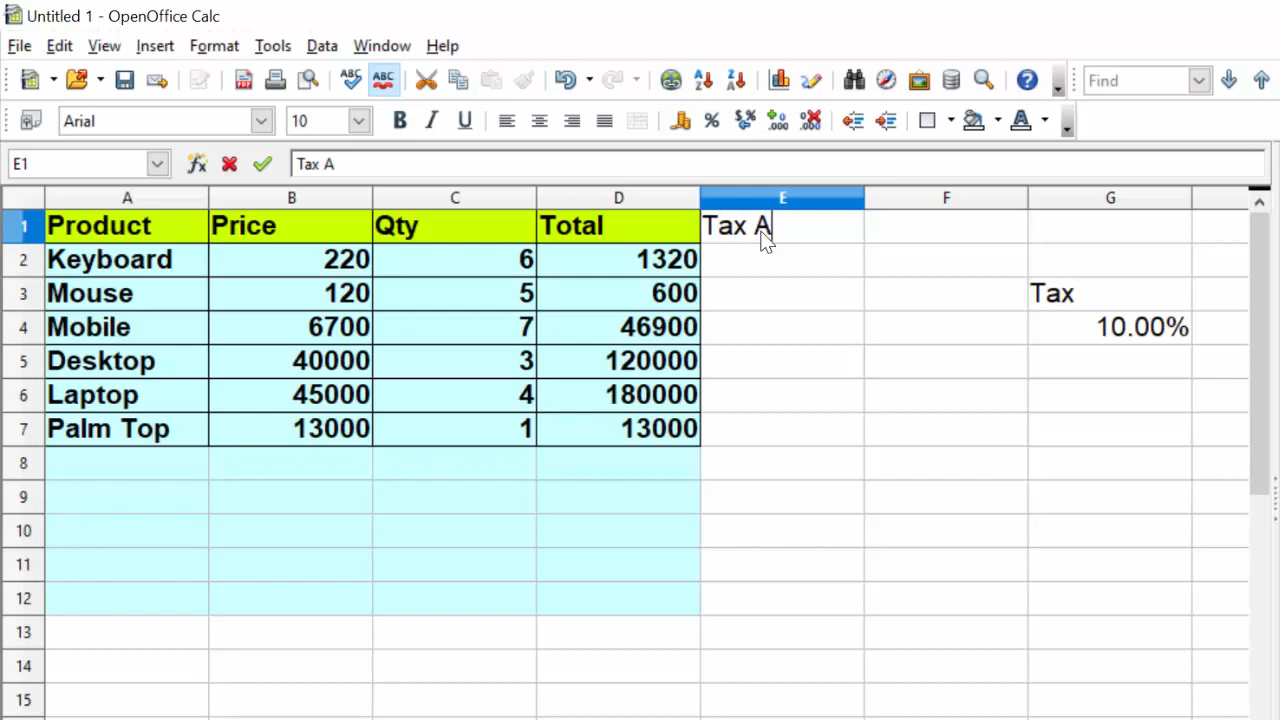 Untitled 1 - OpenOffice Calc
File Edit View Insert Format Tools Data Window Help
ABC ABC PDF Find
Arial 10 B I U
E1 Tax A
A B C D E F G
1 Product Price Qty Total Tax A
2 Keyboard 220 6 1320
3 Mouse 120 5 600 Tax
4 Mobile 6700 7 46900 10.00%
5 Desktop 40000 3 120000
6 Laptop 45000 4 180000
7 Palm Top 13000 1 13000
8
9
10
11
12
13
14
15